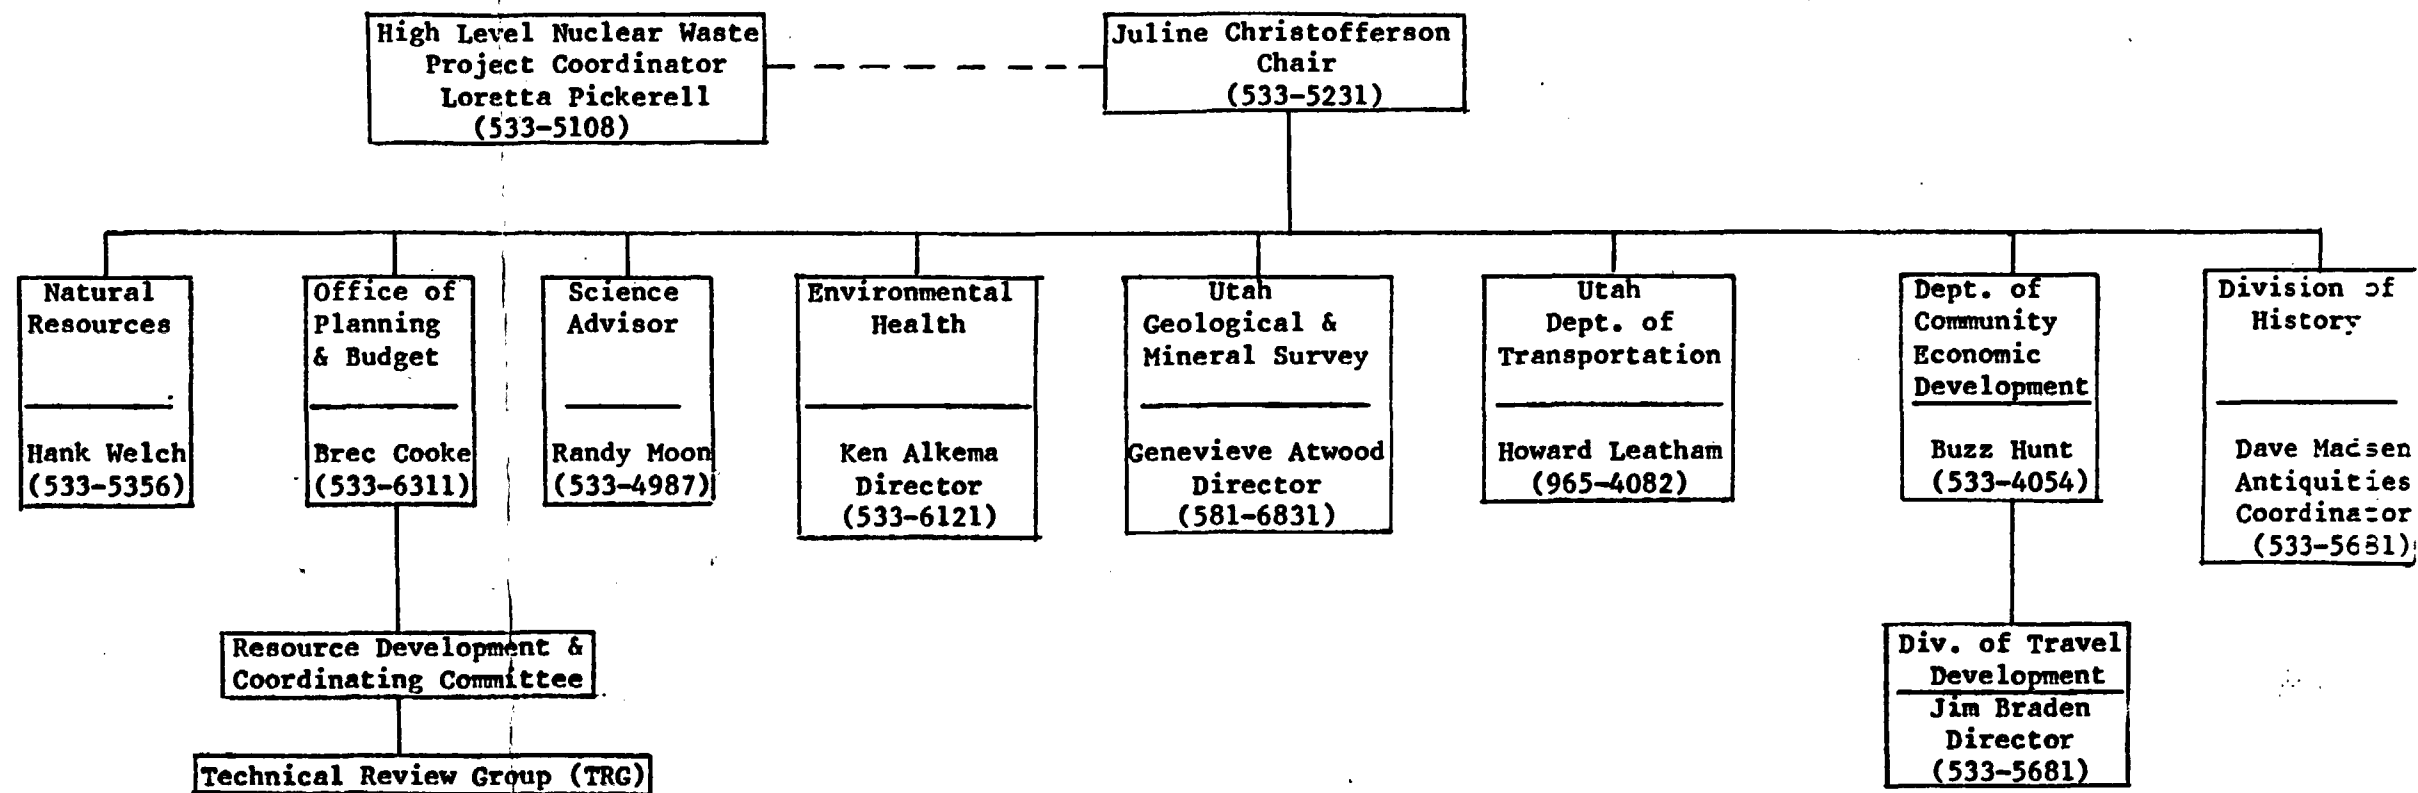 High Level Nuclear Waste
Project Coordinator
Loretta Pickerell
(533-5108)
Juline Christofferson
Chair
(533-5231)
Natural
Resources
Hank Welch
(533-5356)
Office of
Planning
& Budget
Brec Cooke
(533-6311)
Science
Advisor
Randy Moon
(533-4987)
Environmental
Health
Ken Alkema
Director
(533-6121)
Utah
Geological &
Mineral Survey
Genevieve Atwood
Director
(581-6831)
Utah
Dept. of
Transportation
Howard Leatham
(965-4082)
Dept. of
Community
Economic
Development
Buzz Hunt
(533-4054)
Division of
History
Dave Madsen
Antiquities
Coordinator
(533-5681)
Resource Development &
Coordinating Committee
Technical Review Group (TRG)
Div. of Travel
Development
Jim Braden
Director
(533-5681)